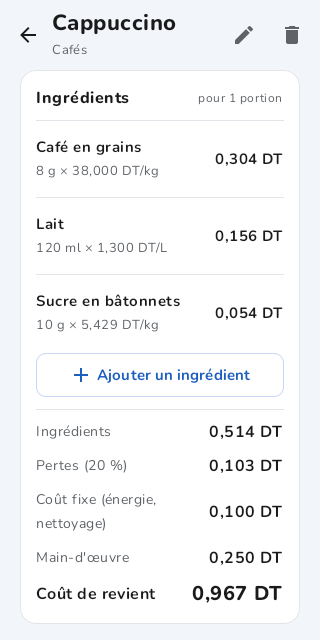 Cappuccino
Cafés
Ingrédients pour 1 portion
Café en grains
8 g × 38,000 DT/kg
0,304 DT
Lait
120 ml × 1,300 DT/L
0,156 DT
Sucre en bâtonnets
10 g × 5,429 DT/kg
0,054 DT
Ajouter un ingrédient
Ingrédients 0,514 DT
Pertes (20 %) 0,103 DT
Coût fixe (énergie,
nettoyage)
0,100 DT
Main-d'œuvre 0,250 DT
Coût de revient 0,967 DT